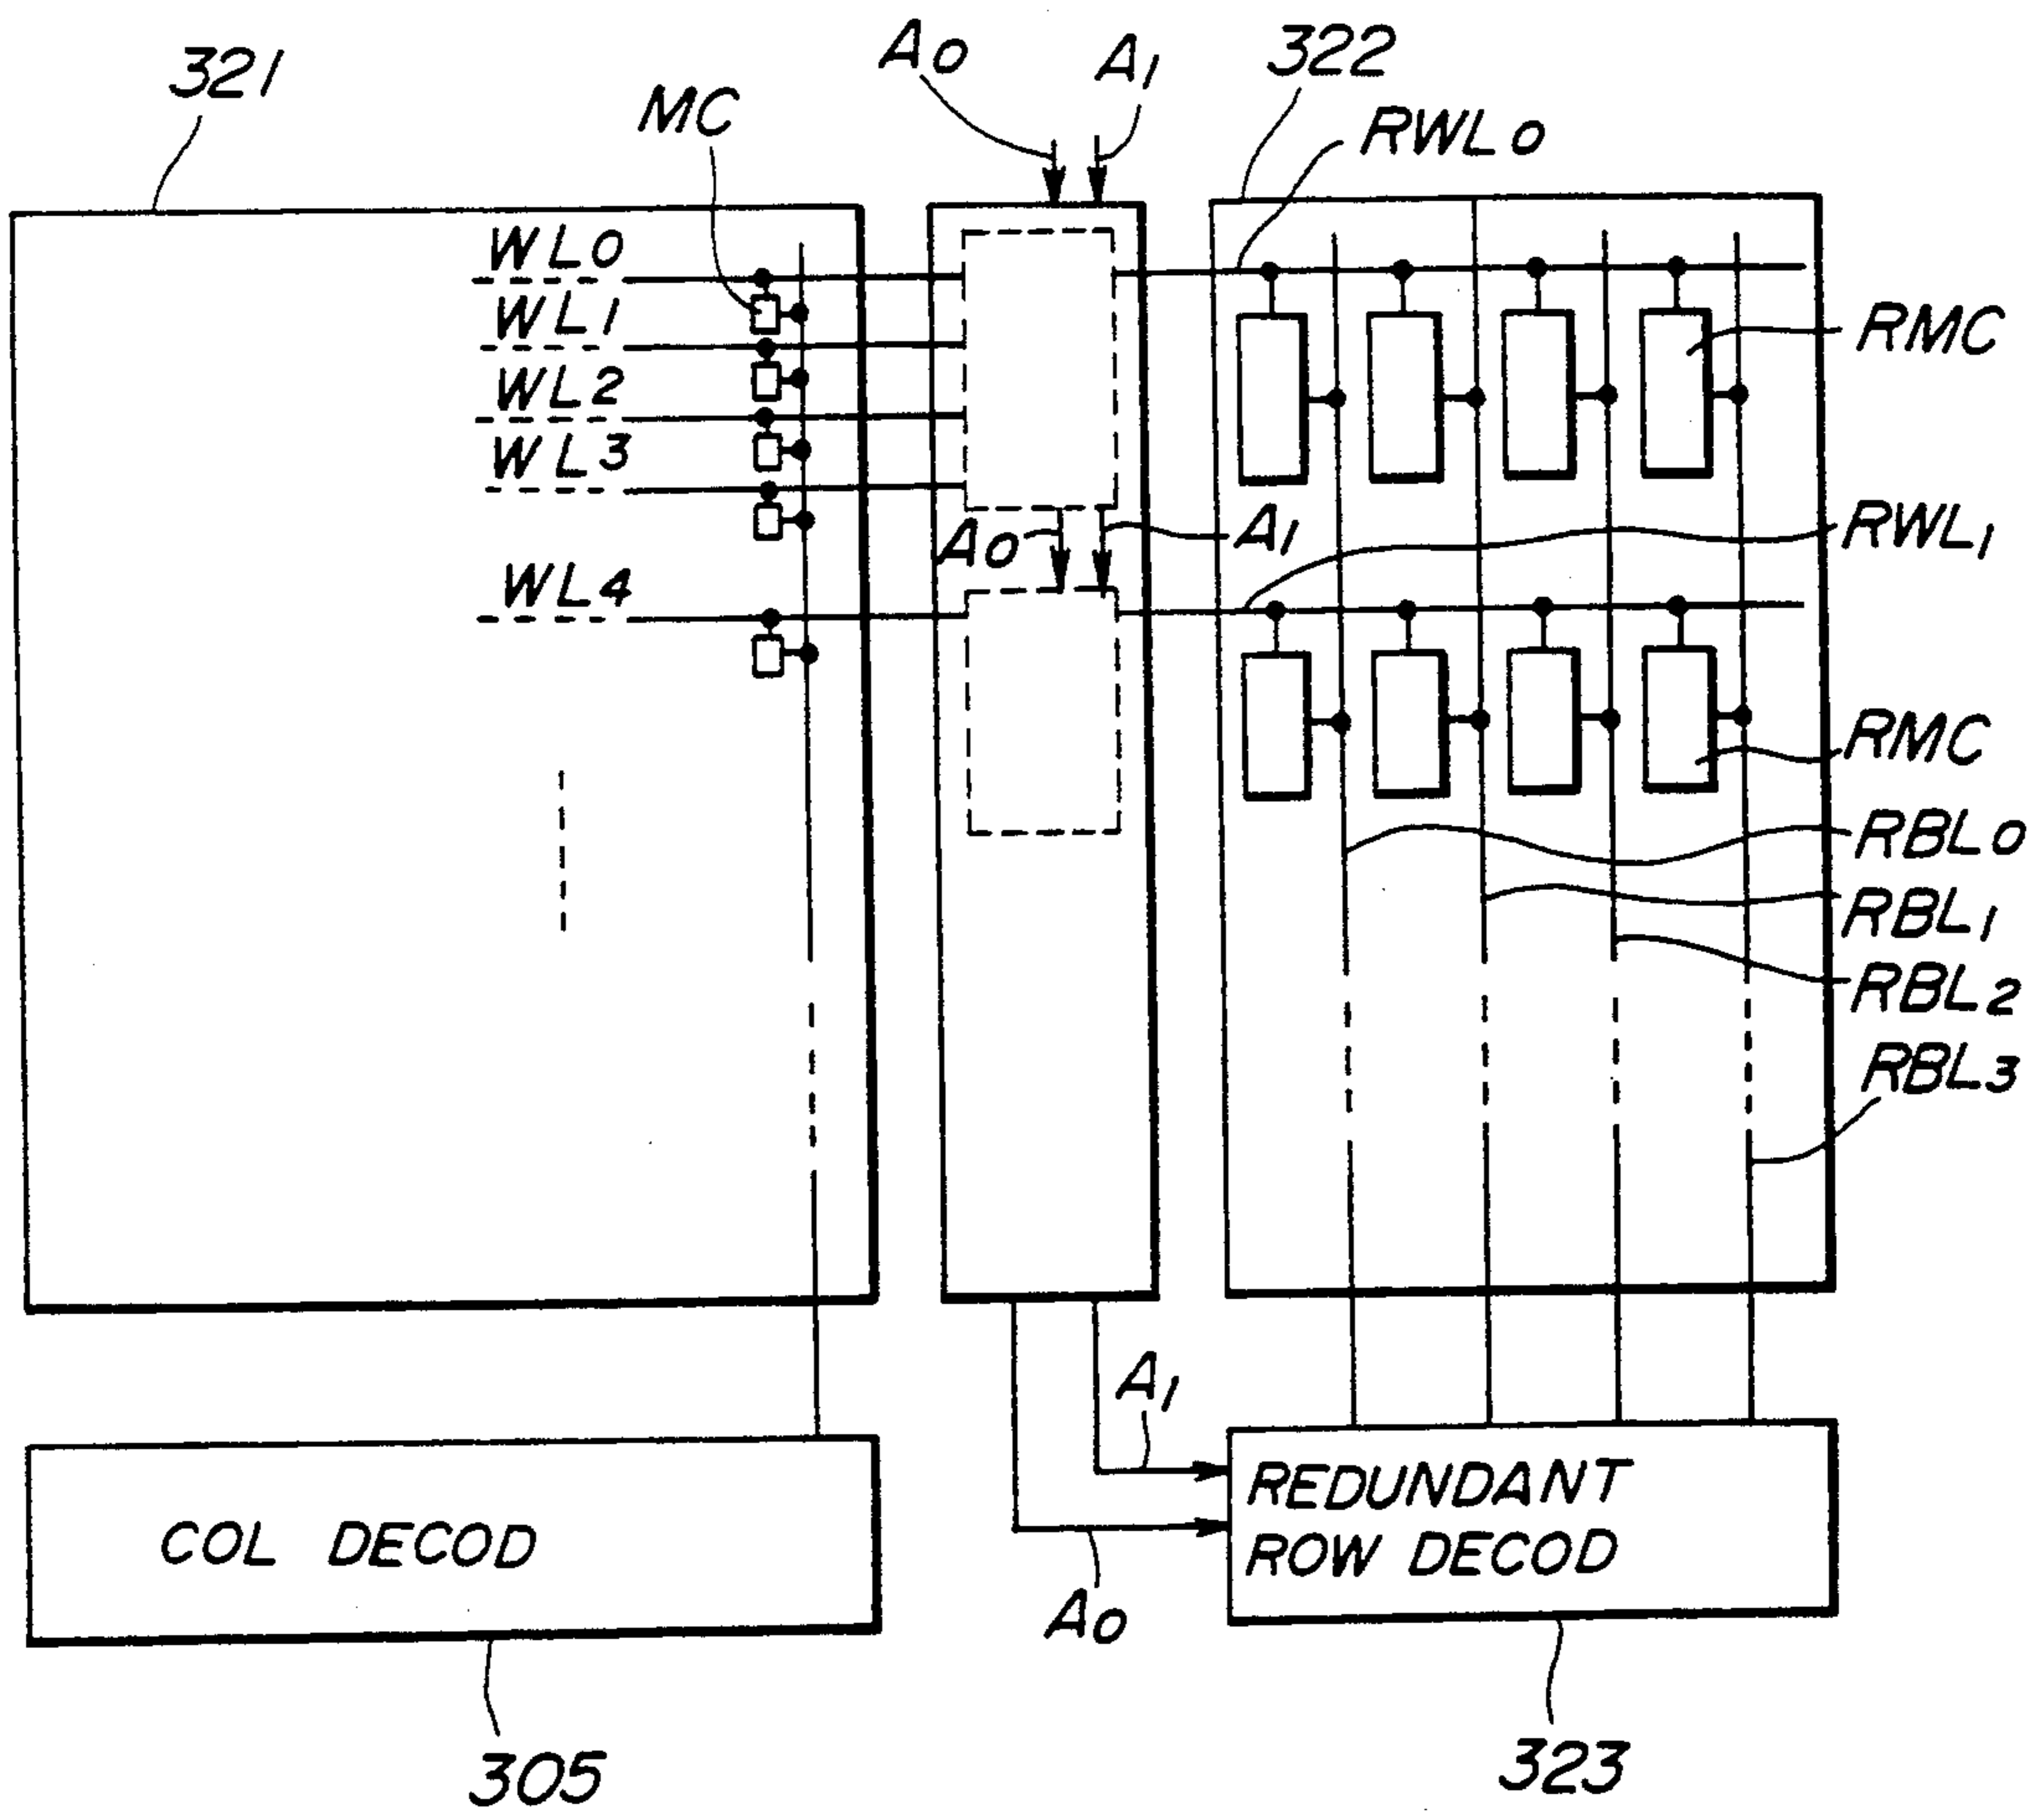 321
MC
A0
A1
322
RWL0
WL0
WL1
WL2
WL3
WL4
A0
A1
RMC
RWL1
RMC
RBL0
RBL1
RBL2
RBL3
A1
A0
COL DECOD
REDUNDANT
ROW DECOD
305
323